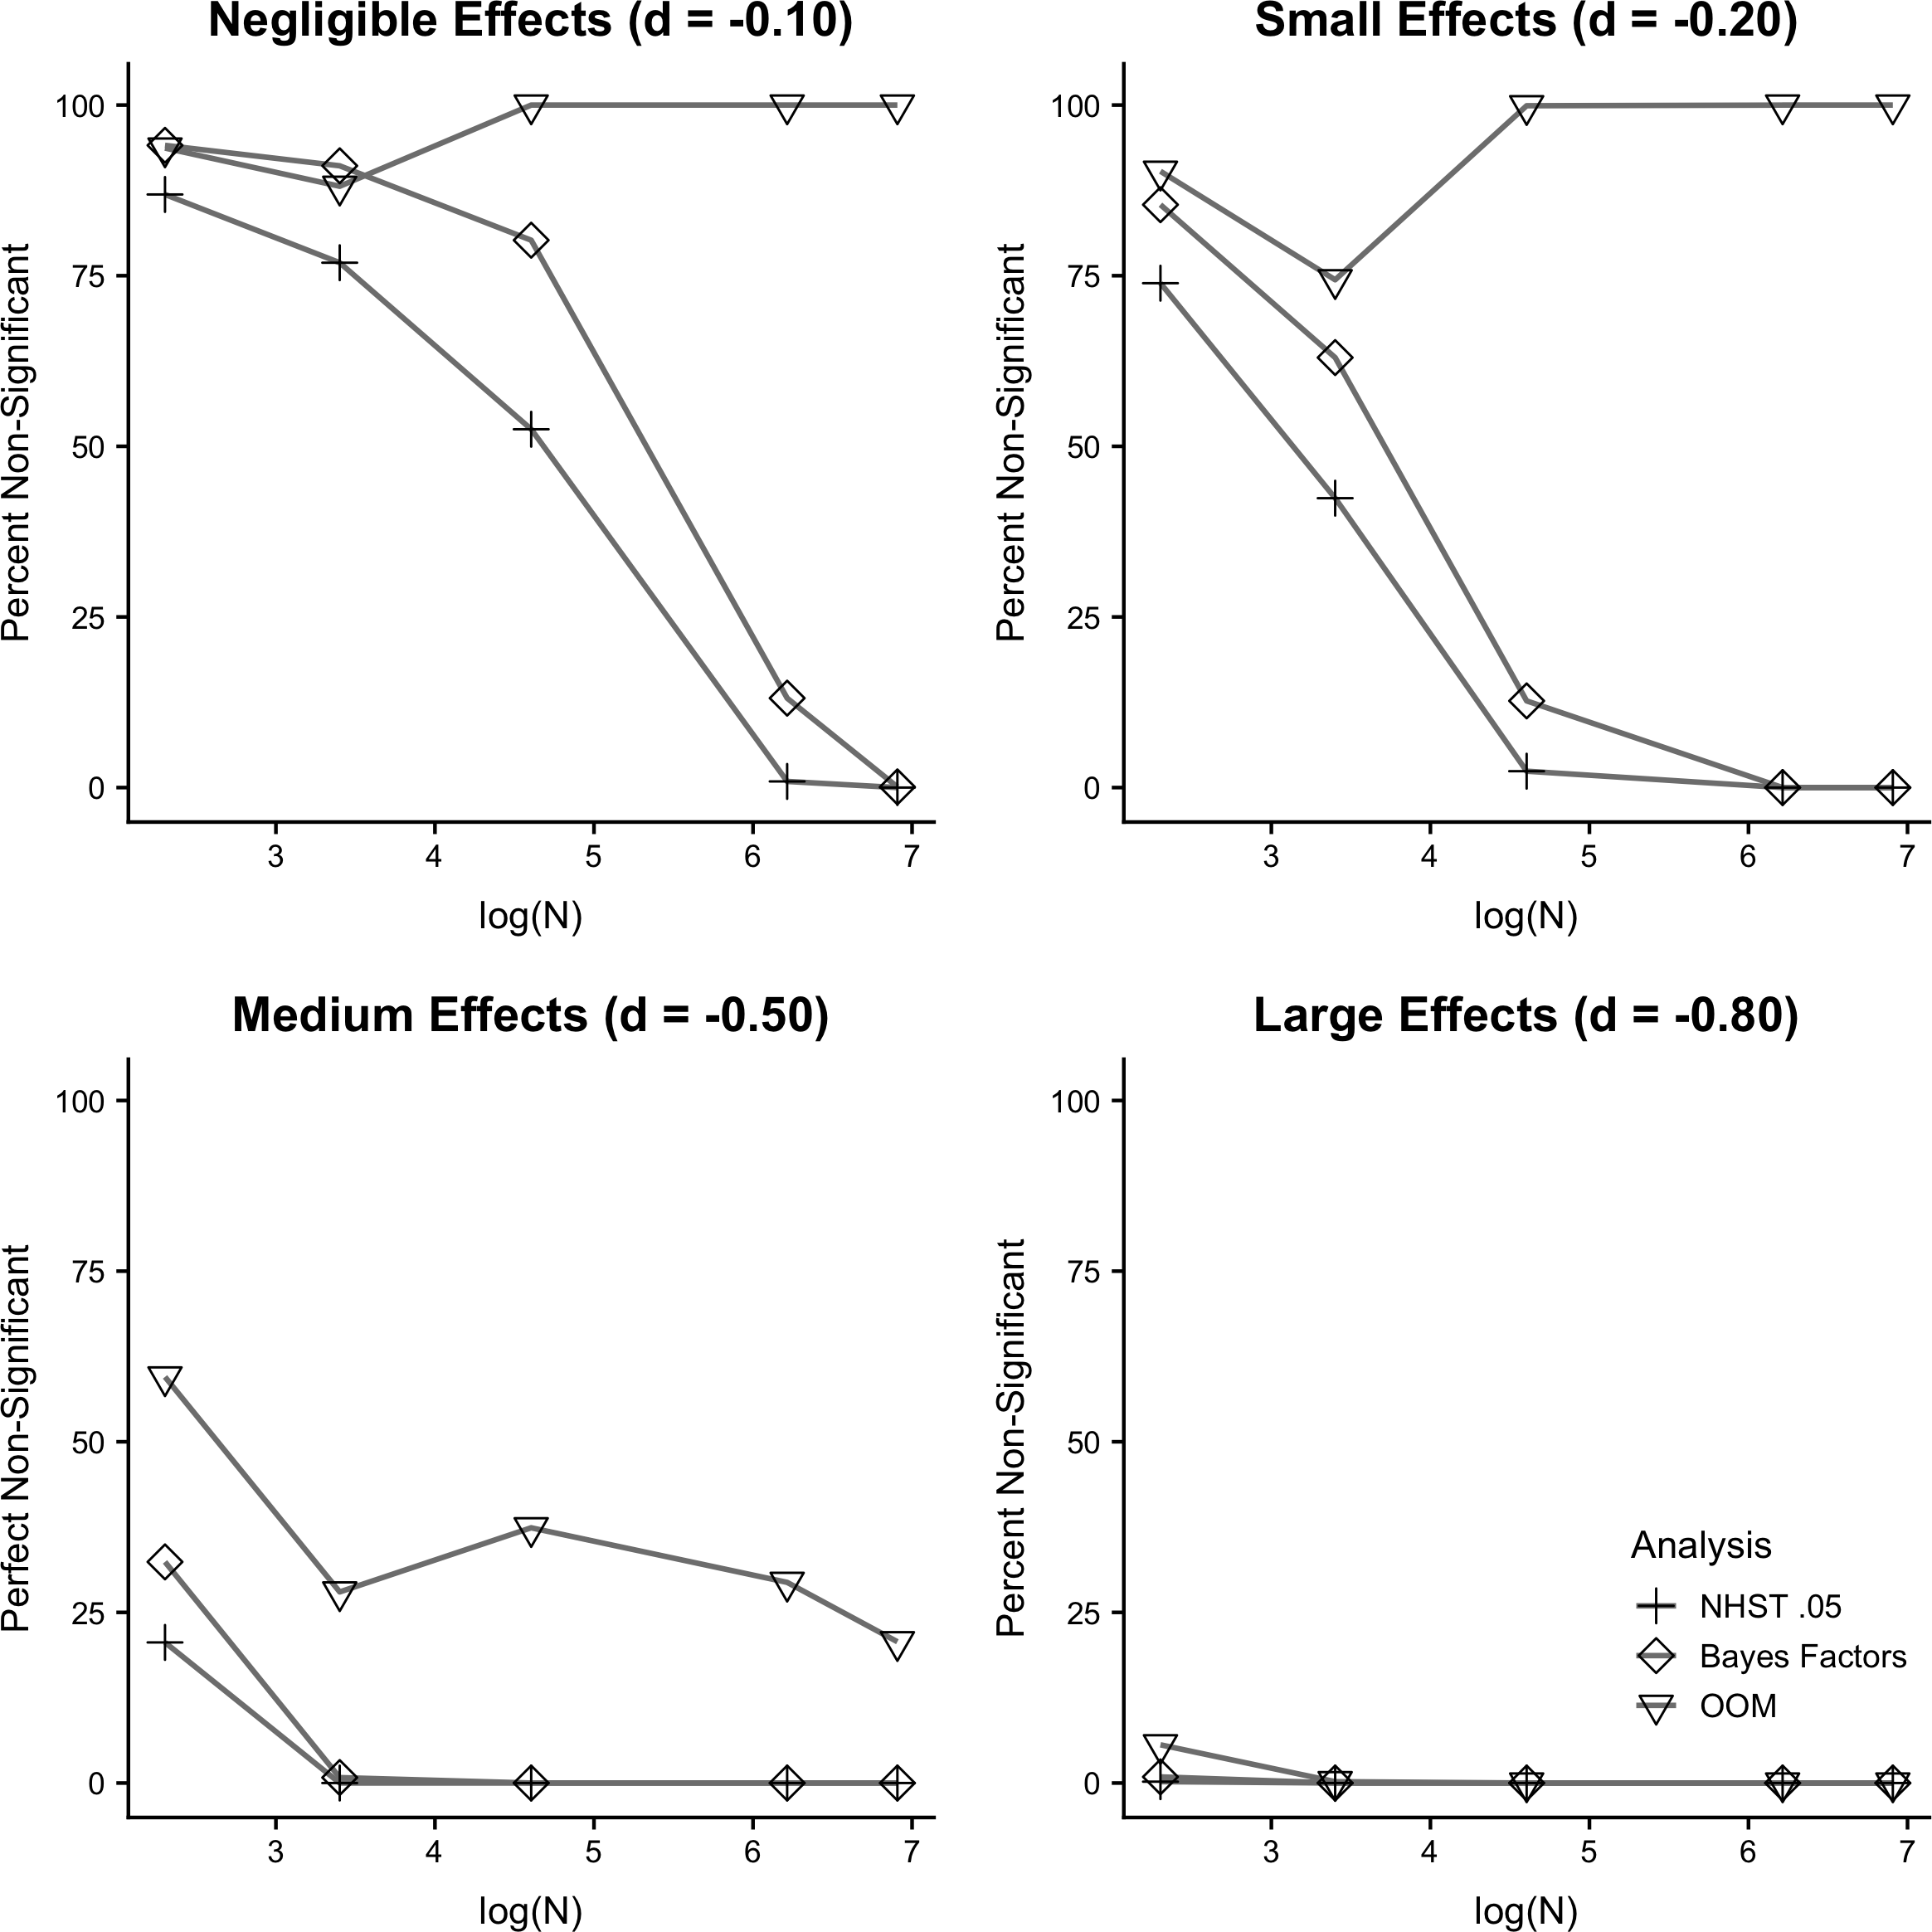 Negligible Effects (d = -0.10)
Percent Non-Significant
100
75
50
25
0
3 4 5 6 7
log(N)
Small Effects (d = -0.20)
Percent Non-Significant
100
75
50
25
0
3 4 5 6 7
log(N)
Medium Effects (d = -0.50)
Perfect Non-Significant
100
75
50
25
0
3 4 5 6 7
log(N)
Large Effects (d = -0.80)
Percent Non-Significant
100
75
50
25
0
3 4 5 6 7
log(N)
Analysis
NHST .05
Bayes Factors
OOM